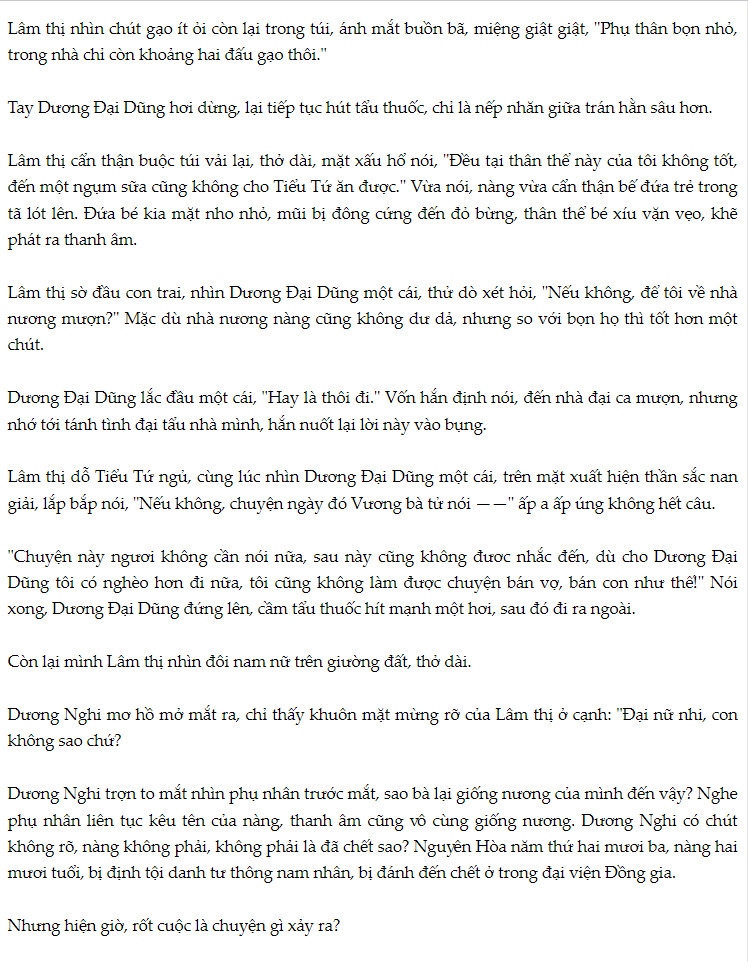 Lâm thị nhìn chút gạo ít ỏi còn lại trong túi, ánh mắt buồn bã, miệng giật giật, "Phụ thân bọn nhỏ,
trong nhà chỉ còn khoảng hai đấu gạo thôi."
Tay Dương Đại Dũng hơi dừng, lại tiếp tục hút tẩu thuốc, chỉ là nếp nhăn giữa trán hằn sâu hơn.
Lâm thị cẩn thận buộc túi vải lại, thở dài, mặt xấu hổ nói, "Đều tại thân thể này của tôi không tốt,
đến một ngụm sữa cũng không cho Tiểu Tứ ăn được." Vừa nói, nàng vừa cẩn thận bế đứa trẻ trong
tã lót lên. Đứa bé kia mặt nho nhỏ, mũi bị đông cứng đến đỏ bừng, thân thể bé xíu vặn vẹo, khẽ
phát ra thanh âm.
Lâm thị sờ đầu con trai, nhìn Dương Đại Dũng một cái, thử dò xét hỏi, "Nếu không, để tôi về nhà
nương mượn?" Mặc dù nhà nương nàng cũng không dư dả, nhưng so với bọn họ thì tốt hơn một
chút.
Dương Đại Dũng lắc đầu một cái, "Hay là thôi đi." Vốn hắn định nói, đến nhà đại ca mượn, nhưng
nhớ tới tánh tình đại tẩu nhà mình, hắn nuốt lại lời này vào bụng.
Lâm thị dỗ Tiểu Tứ ngủ, cùng lúc nhìn Dương Đại Dũng một cái, trên mặt xuất hiện thần sắc nan
giải, lắp bắp nói, "Nếu không, chuyện ngày đó Vương bà tử nói — —" ấp a ấp úng không hết câu.
"Chuyện này ngươi không cần nói nữa, sau này cũng không đươc nhắc đến, dù cho Dương Đại
Dũng tôi có nghèo hơn đi nữa, tôi cũng không làm được chuyện bán vợ, bán con như thế!" Nói
xong, Dương Đại Dũng đứng lên, cầm tẩu thuốc hít mạnh một hơi, sau đó đi ra ngoài.
Còn lại mình Lâm thị nhìn đôi nam nữ trên giường đất, thở dài.
Dương Nghi mơ hồ mở mắt ra, chỉ thấy khuôn mặt mừng rỡ của Lâm thị ở cạnh: "Đại nữ nhi, con
không sao chứ?
Dương Nghi trợn to mắt nhìn phụ nhân trước mắt, sao bà lại giống nương của mình đến vậy? Nghe
phụ nhân liên tục kêu tên của nàng, thanh âm cũng vô cùng giống nương. Dương Nghi có chút
không rõ, nàng không phải, không phải là đã chết sao? Nguyên Hòa năm thứ hai mươi ba, nàng hai
mươi tuổi, bị định tội danh tư thông nam nhân, bị đánh đến chết ở trong đại viện Đồng gia.
Nhưng hiện giờ, rốt cuộc là chuyện gì xảy ra?